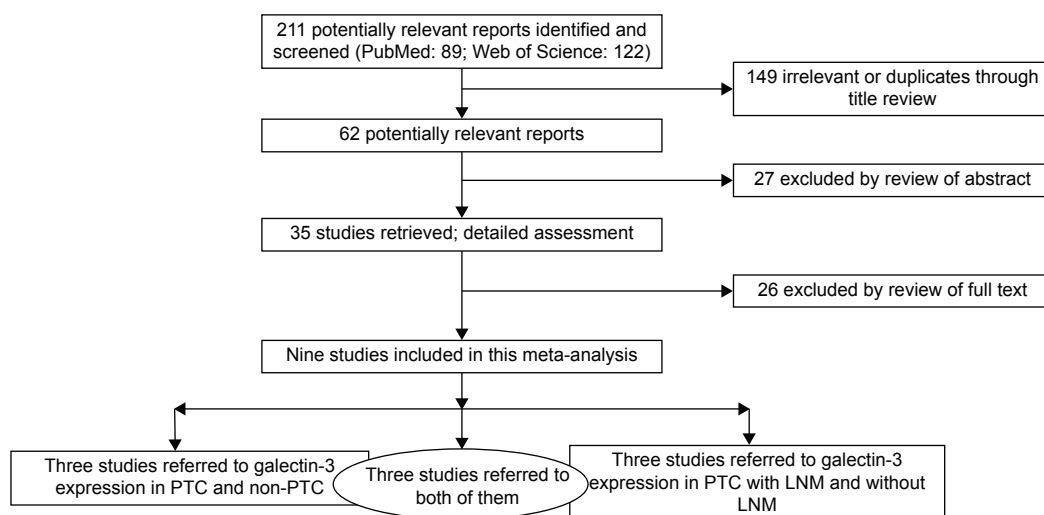 211 potentially relevant reports identified and
screened (PubMed: 89; Web of Science: 122)
149 irrelevant or duplicates through
title review
62 potentially relevant reports
27 excluded by review of abstract
35 studies retrieved; detailed assessment
26 excluded by review of full text
Nine studies included in this meta-analysis
Three studies referred to galectin-3
expression in PTC and non-PTC
Three studies referred to
both of them
Three studies referred to galectin-3
expression in PTC with LNM and without
LNM